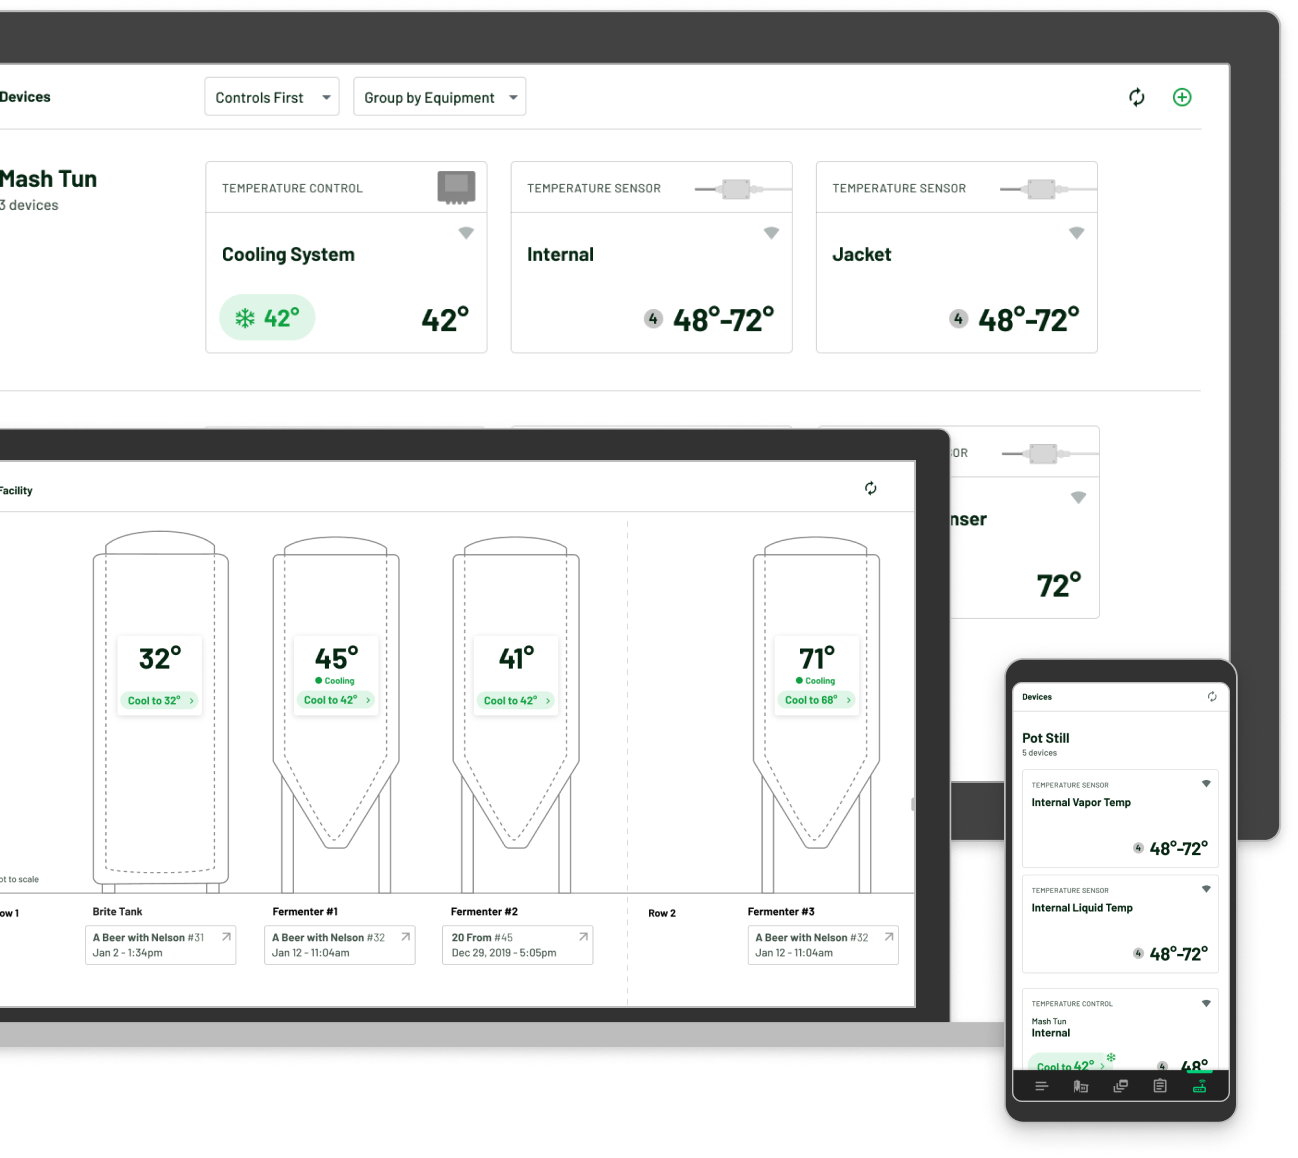 Devices
Controls First
Group by Equipment
Mash Tun
3 devices
TEMPERATURE CONTROL
Cooling System
42°
42°
TEMPERATURE SENSOR
Internal
4 48°-72°
TEMPERATURE SENSOR
Jacket
4 48°-72°
OR
nser
72°
Facility
32°
Cool to 32° >
45°
Cooling
Cool to 42° >
41°
Cool to 42° >
71°
Cooling
Cool to 68° >
ot to scale
ow 1
Brite Tank
A Beer with Nelson #31
Jan 2 - 1:34pm
Fermenter #1
A Beer with Nelson #32
Jan 12 - 11:04am
Fermenter #2
20 From #45
Dec 29, 2019 - 5:05pm
Row 2
Fermenter #3
A Beer with Nelson #32
Jan 12 - 11:04am
Devices
Pot Still
5 devices
TEMPERATURE SENSOR
Internal Vapor Temp
4 48°-72°
TEMPERATURE SENSOR
Internal Liquid Temp
4 48°-72°
TEMPERATURE CONTROL
Mash Tun
Internal
Cool to 42° >
4 48°